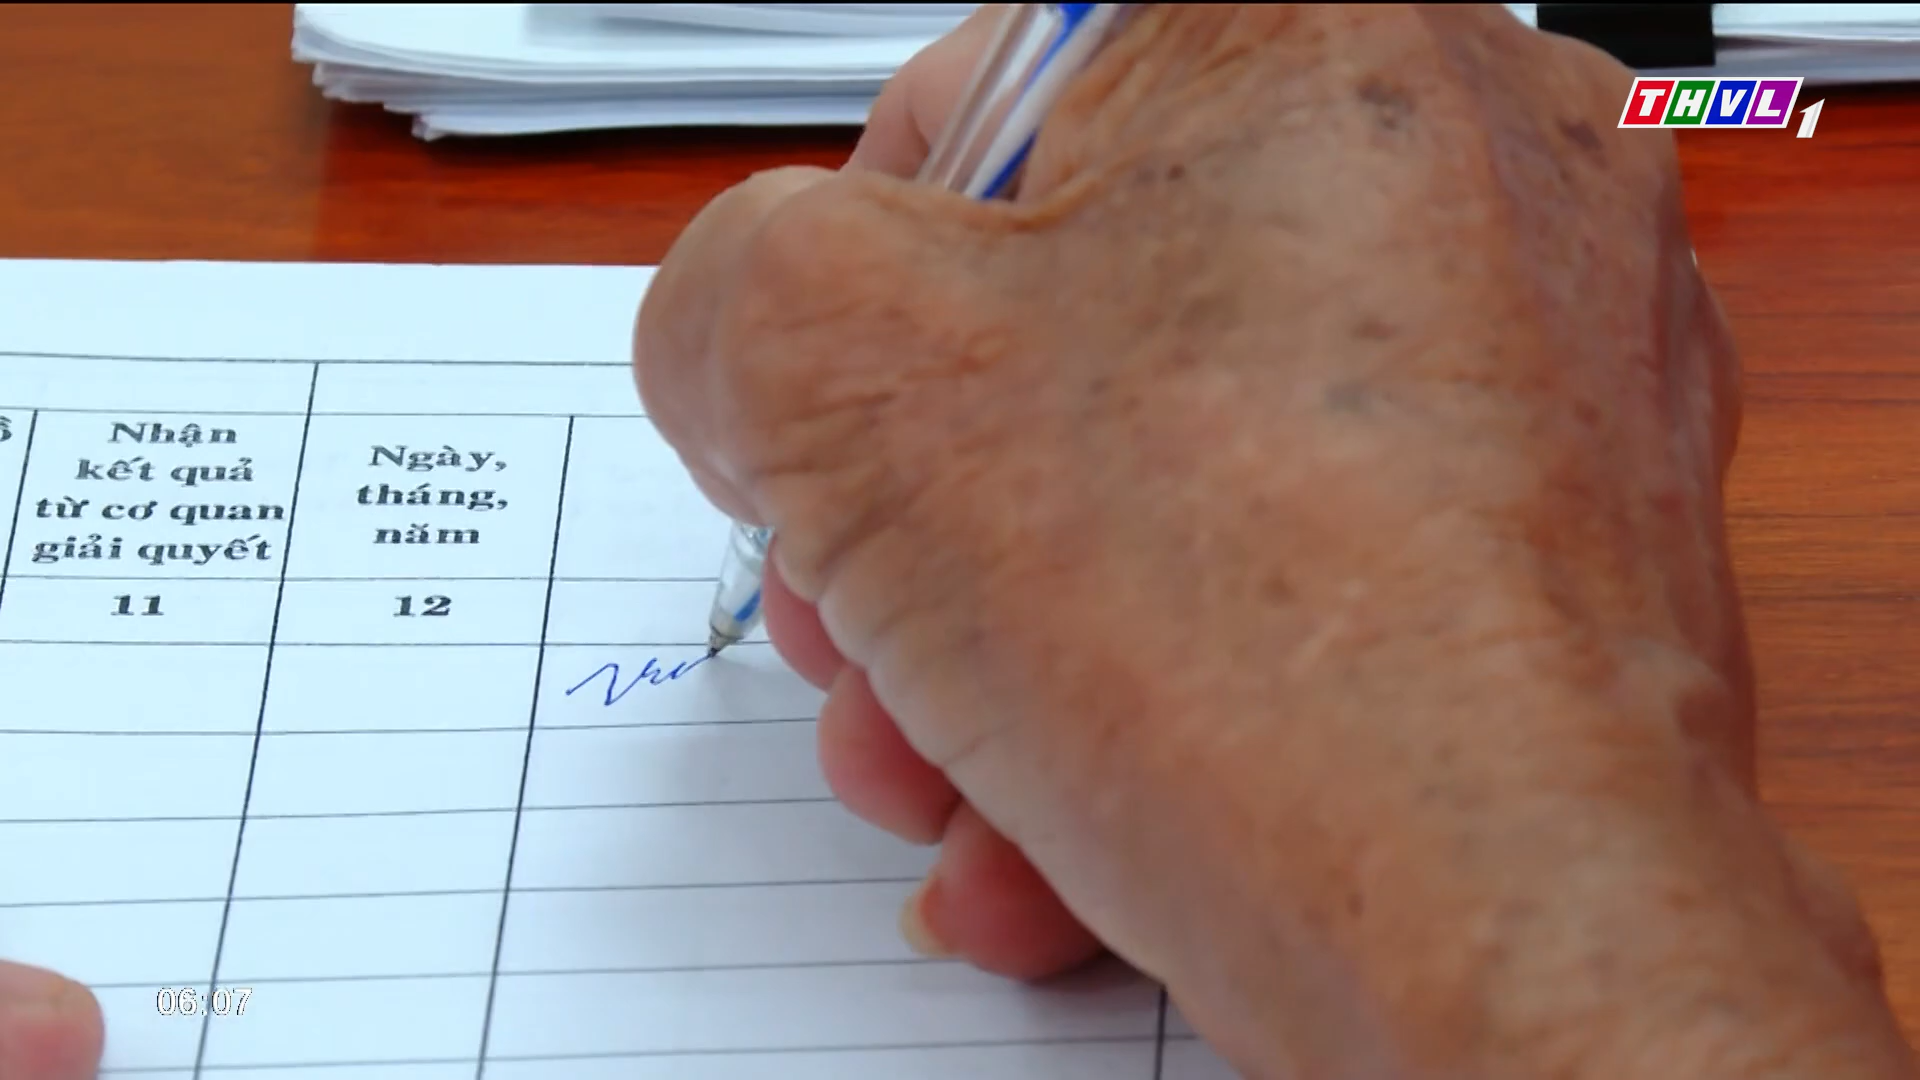 THVL1
Nhận
kết quả
từ cơ quan
giải quyết
Ngày,
tháng,
năm
11
12
06:07